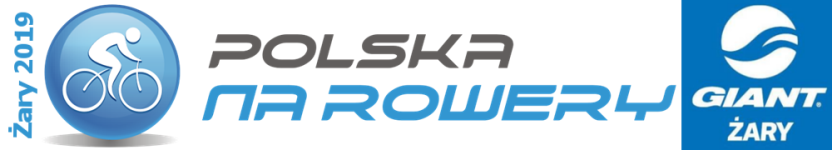 Żary 2019
POLSKA
NA ROWERY
GIANT.
ŻARY